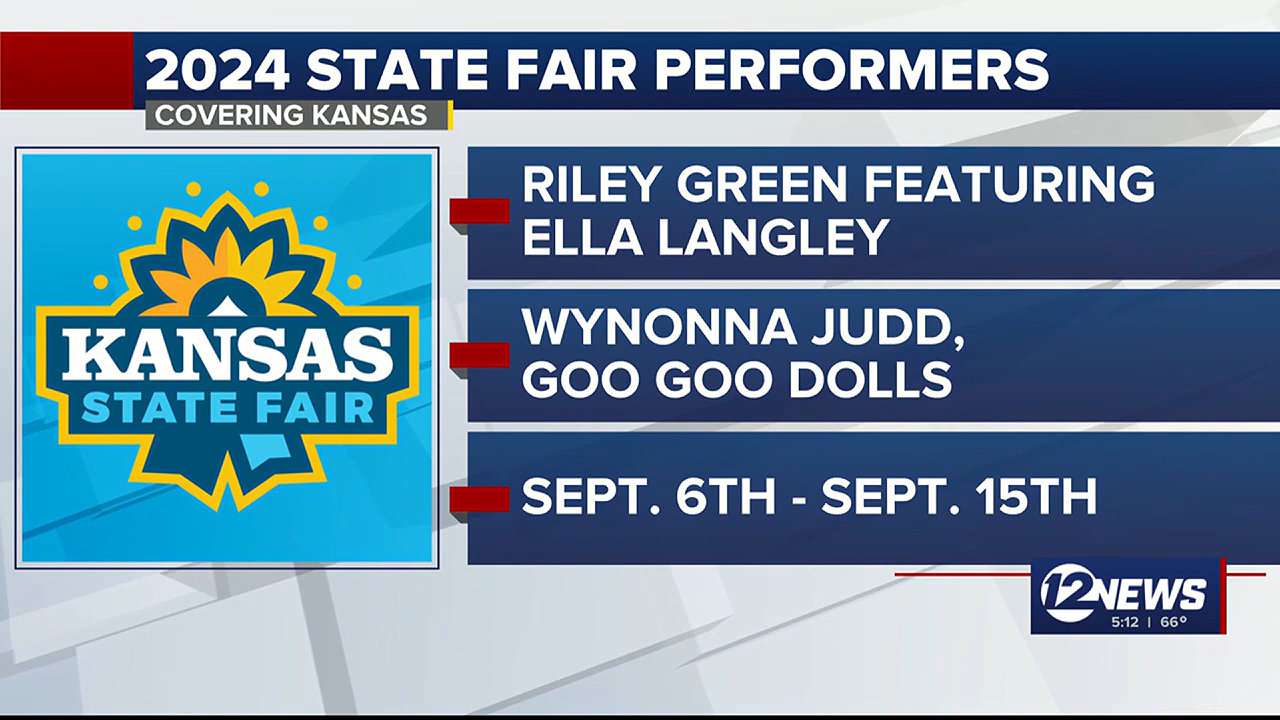 2024 STATE FAIR PERFORMERS
COVERING KANSAS
KANSAS
STATE FAIR
RILEY GREEN FEATURING
ELLA LANGLEY
WYNONNA JUDD,
GOO GOO DOLLS
SEPT. 6TH - SEPT. 15TH
12NEWS
5:12 | 66°